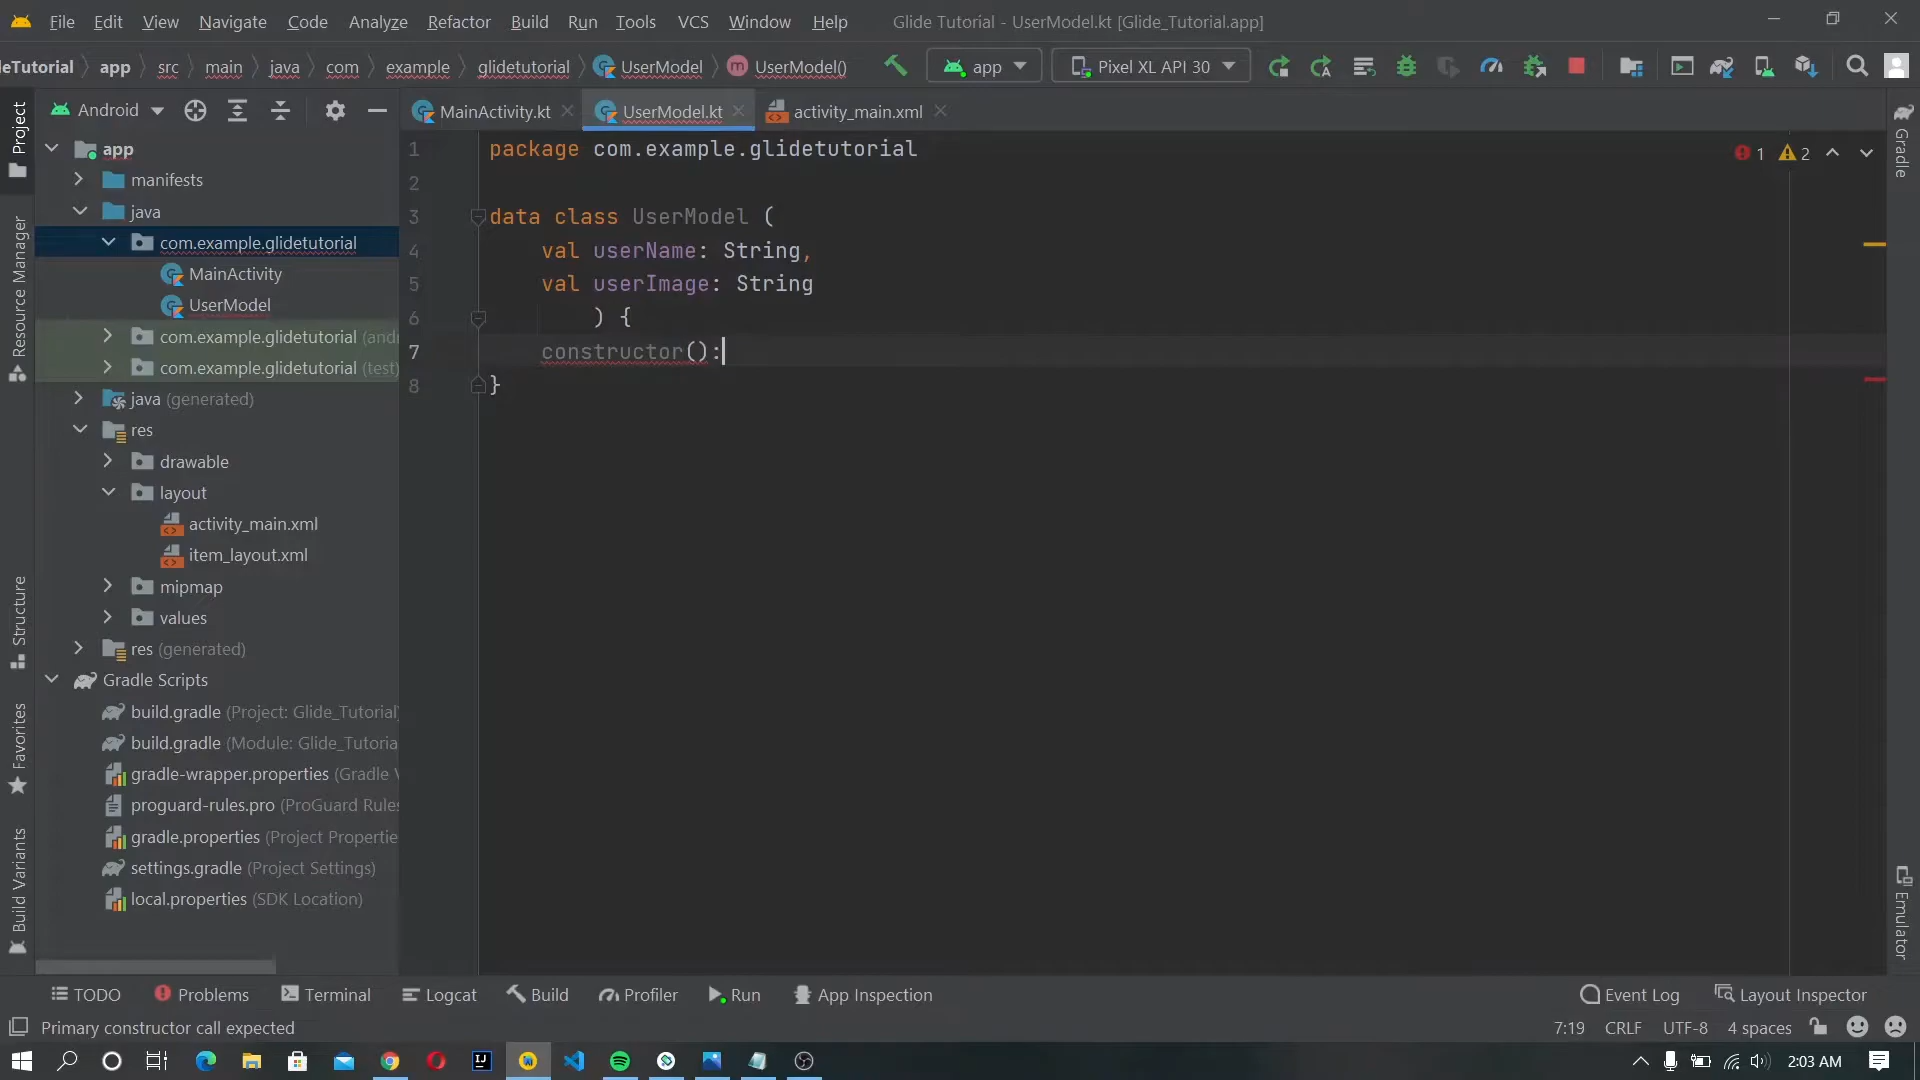 File Edit View Navigate Code Analyze Refactor Build Run Tools VCS Window Help Glide Tutorial - UserModel.kt [Glide_Tutorial.app]
leTutorial app src main java com example glidetutorial UserModel UserModel() app Pixel XL API 30
Android
MainActivity.kt UserModel.kt activity_main.xml
Project
Resource Manager
Structure
Favorites
Build Variants
app
manifests
java
com.example.glidetutorial
MainActivity
UserModel
com.example.glidetutorial (andr
com.example.glidetutorial (test)
java (generated)
res
drawable
layout
activity_main.xml
item_layout.xml
mipmap
values
res (generated)
Gradle Scripts
build.gradle (Project: Glide_Tutorial)
build.gradle (Module: Glide_Tutoria
gradle-wrapper.properties (Gradle V
proguard-rules.pro (ProGuard Rules
gradle.properties (Project Propertie
settings.gradle (Project Settings)
local.properties (SDK Location)
1 package com.example.glidetutorial
2
3 data class UserModel (
4 val userName: String,
5 val userImage: String
6 ) {
7 constructor():
8 }
1 2
Gradle
Emulator
TODO Problems Terminal Logcat Build Profiler Run App Inspection Event Log Layout Inspector
Primary constructor call expected 7:19 CRLF UTF-8 4 spaces
2:03 AM